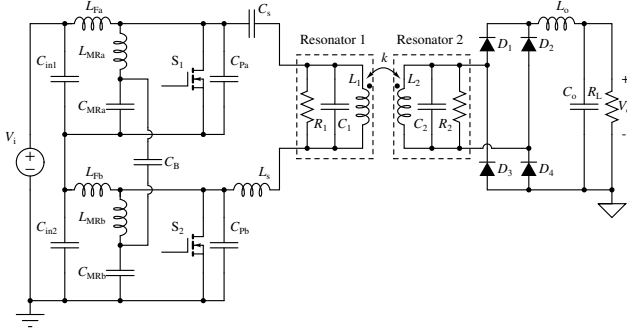 L_Fa
C_s
L_o
C_in1
L_MRa
S_1
C_Pa
Resonator 1
Resonator 2
D_1
D_2
k
L_1
L_2
C_MRa
R_1
C_1
C_2
R_2
C_o
R_L
+
V_i
C_B
L_Fb
L_s
D_3
D_4
-
L_MRb
C_in2
S_2
C_Pb
C_MRb